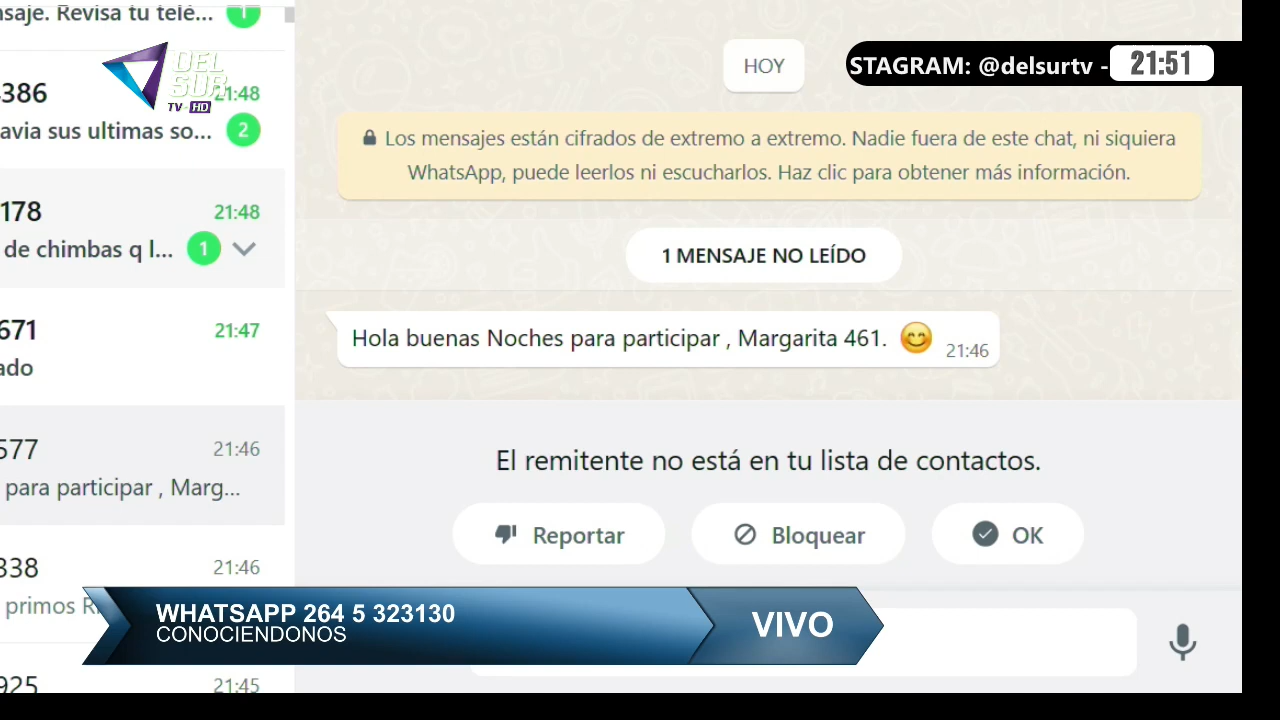 saje. Revisa tu telé... 1
DEL
SUR
TV-HD
386 21:48
avia sus ultimas so... 2
178 21:48
de chimbas q l... 1
671 21:47
ado
577 21:46
para participar , Marg...
338 21:46
primos R
925 21:45
HOY
STAGRAM: @delsurtv - 21:51
Los mensajes están cifrados de extremo a extremo. Nadie fuera de este chat, ni siquiera
WhatsApp, puede leerlos ni escucharlos. Haz clic para obtener más información.
1 MENSAJE NO LEÍDO
Hola buenas Noches para participar , Margarita 461. 😊 21:46
El remitente no está en tu lista de contactos.
Reportar Bloquear OK
WHATSAPP 264 5 323130
CONOCIENDONOS
VIVO